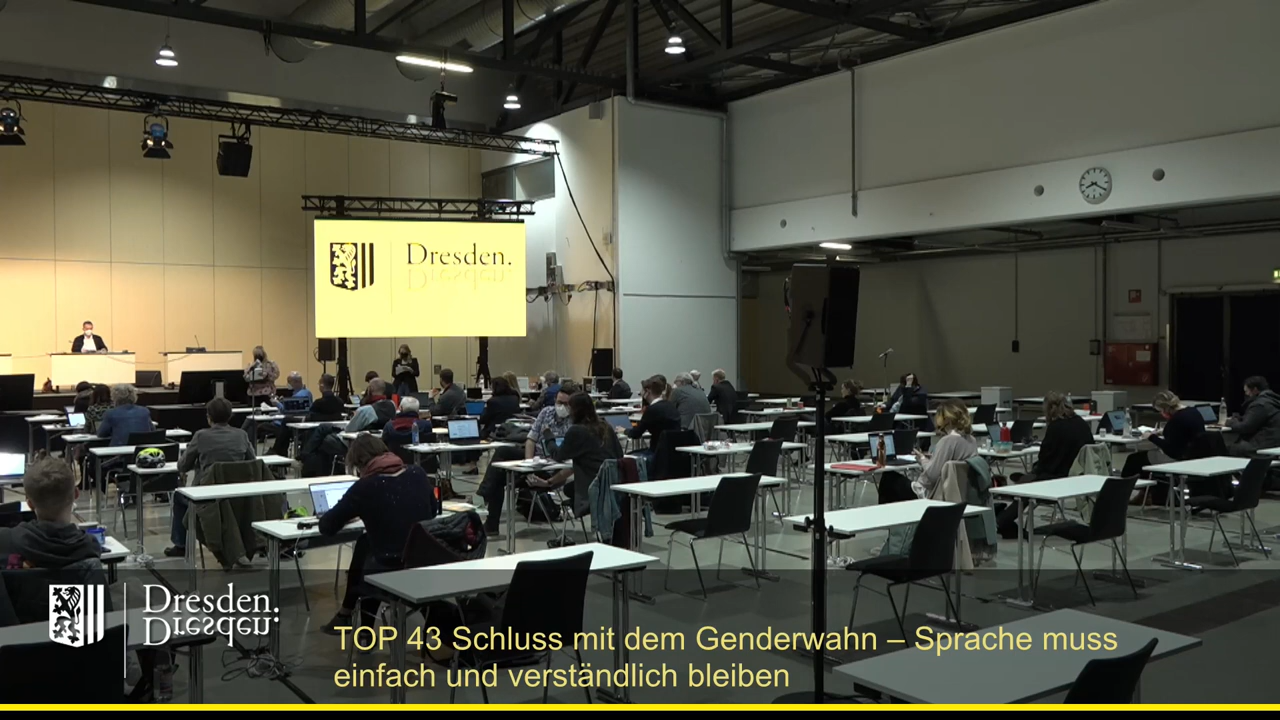 Dresden.
Dresden.
Dresden.
Dresden.
TOP 43 Schluss mit dem Genderwahn – Sprache muss
einfach und verständlich bleiben